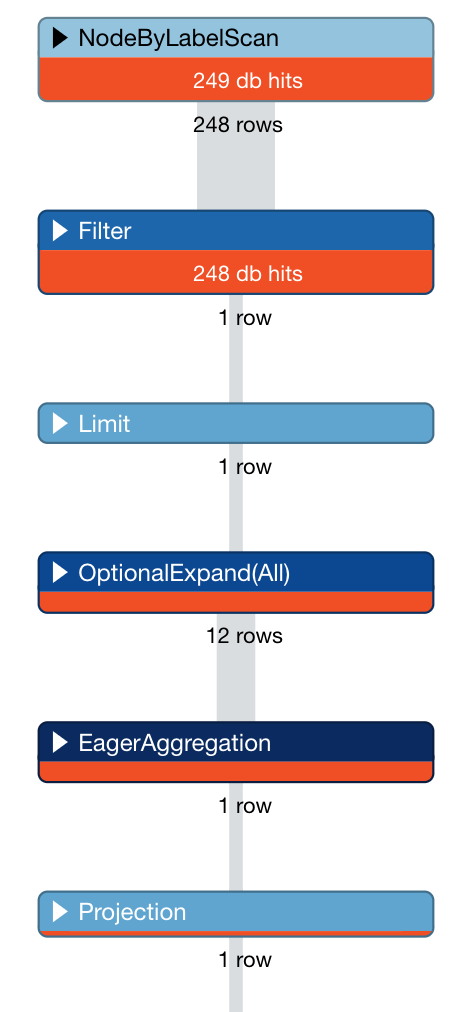 NodeByLabelScan
249 db hits
248 rows
Filter
248 db hits
1 row
Limit
1 row
OptionalExpand(All)
12 rows
EagerAggregation
1 row
Projection
1 row